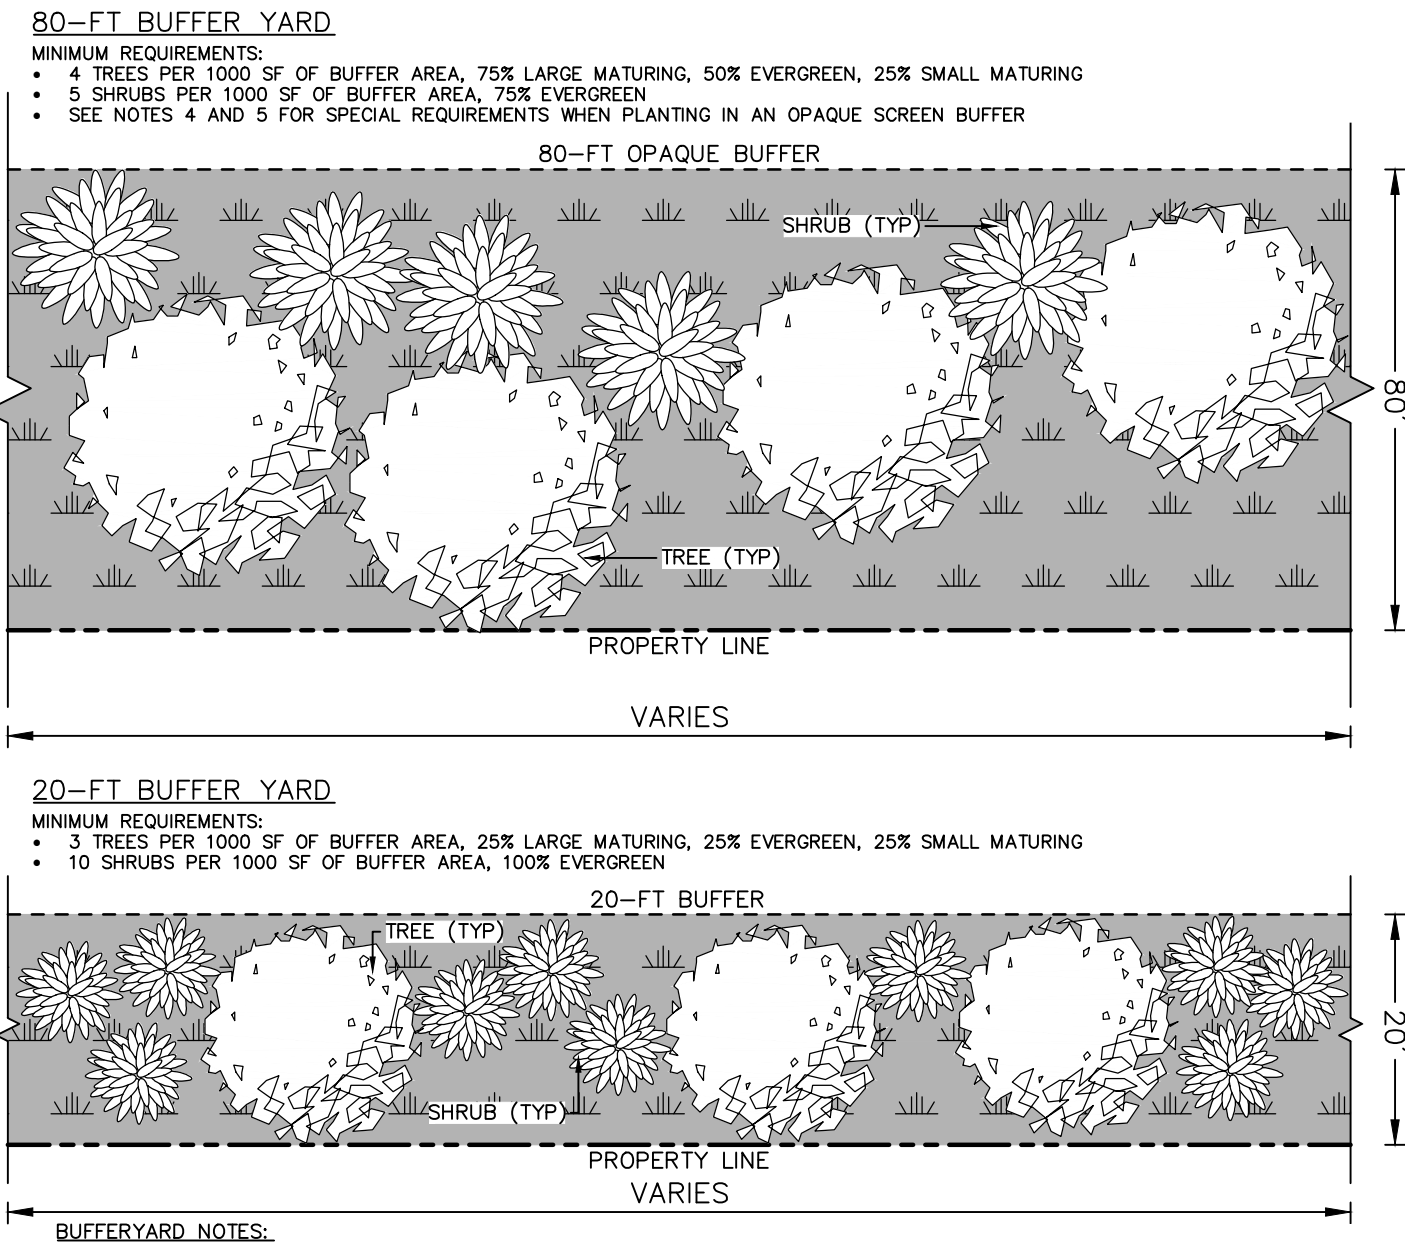 80-FT BUFFER YARD
MINIMUM REQUIREMENTS:
• 4 TREES PER 1000 SF OF BUFFER AREA, 75% LARGE MATURING, 50% EVERGREEN, 25% SMALL MATURING
• 5 SHRUBS PER 1000 SF OF BUFFER AREA, 75% EVERGREEN
• SEE NOTES 4 AND 5 FOR SPECIAL REQUIREMENTS WHEN PLANTING IN AN OPAQUE SCREEN BUFFER
80-FT OPAQUE BUFFER
SHRUB (TYP)
80'
TREE (TYP)
PROPERTY LINE
VARIES
20-FT BUFFER YARD
MINIMUM REQUIREMENTS:
• 3 TREES PER 1000 SF OF BUFFER AREA, 25% LARGE MATURING, 25% EVERGREEN, 25% SMALL MATURING
• 10 SHRUBS PER 1000 SF OF BUFFER AREA, 100% EVERGREEN
20-FT BUFFER
TREE (TYP)
20'
SHRUB (TYP)
PROPERTY LINE
VARIES
BUFFERYARD NOTES: